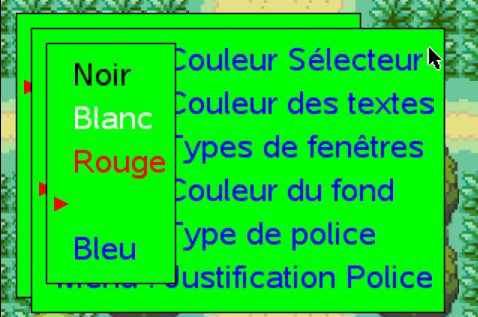 Noir
Blanc
Rouge
Bleu
Couleur Sélecteur
Couleur des textes
Types de fenêtres
Couleur du fond
Type de police
Menu : Justification Police